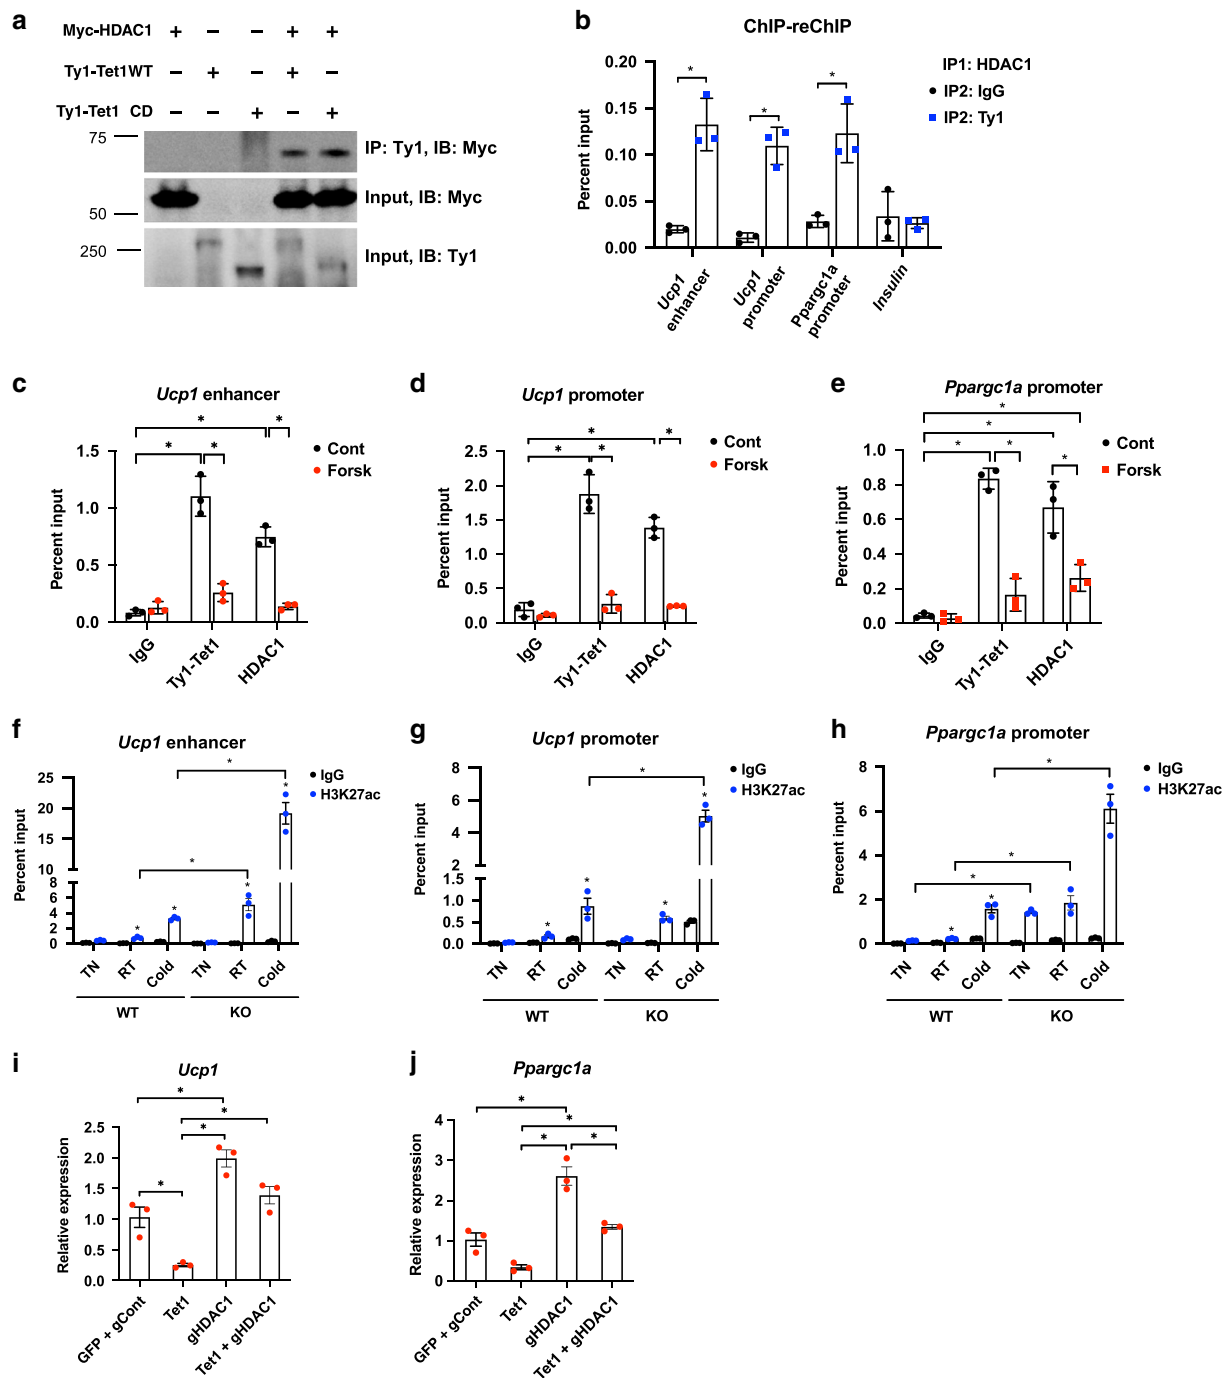 a
Myc-HDAC1 + – – + +
Ty1-Tet1WT – + – + –
Ty1-Tet1 CD – – + – +
75
IP: Ty1, IB: Myc
Input, IB: Myc
50
250
Input, IB: Ty1
b
ChIP-reChIP
IP1: HDAC1
IP2: IgG
IP2: Ty1
Percent input
0.20
0.15
0.10
0.05
0.00
* * *
Ucp1 enhancer
Ucp1 promoter
Ppargc1a promoter
Insulin
c
Ucp1 enhancer
Percent input
1.5
1.0
0.5
0.0
* * * *
Cont
Forsk
IgG
Ty1-Tet1
HDAC1
d
Ucp1 promoter
Percent input
2.5
2.0
1.5
1.0
0.5
0.0
* * * *
Cont
Forsk
IgG
Ty1-Tet1
HDAC1
e
Ppargc1a promoter
Percent input
1.0
0.8
0.6
0.4
0.2
0.0
* * * * *
Cont
Forsk
IgG
Ty1-Tet1
HDAC1
f
Ucp1 enhancer
Percent input
25
20
15
10
8
6
4
2
0
* * * * * *
IgG
H3K27ac
TN RT Cold TN RT Cold
WT KO
g
Ucp1 promoter
Percent input
8
6
4
2
1.5
1.0
0.5
0.0
* * * * *
IgG
H3K27ac
TN RT Cold TN RT Cold
WT KO
h
Ppargc1a promoter
Percent input
8
6
4
2
0
* * * * *
IgG
H3K27ac
TN RT Cold TN RT Cold
WT KO
i
Ucp1
Relative expression
2.5
2.0
1.5
1.0
0.5
0.0
* * * *
GFP + gCont
Tet1
gHDAC1
Tet1 + gHDAC1
j
Ppargc1a
Relative expression
4
3
2
1
0
* * * *
GFP + gCont
Tet1
gHDAC1
Tet1 + gHDAC1